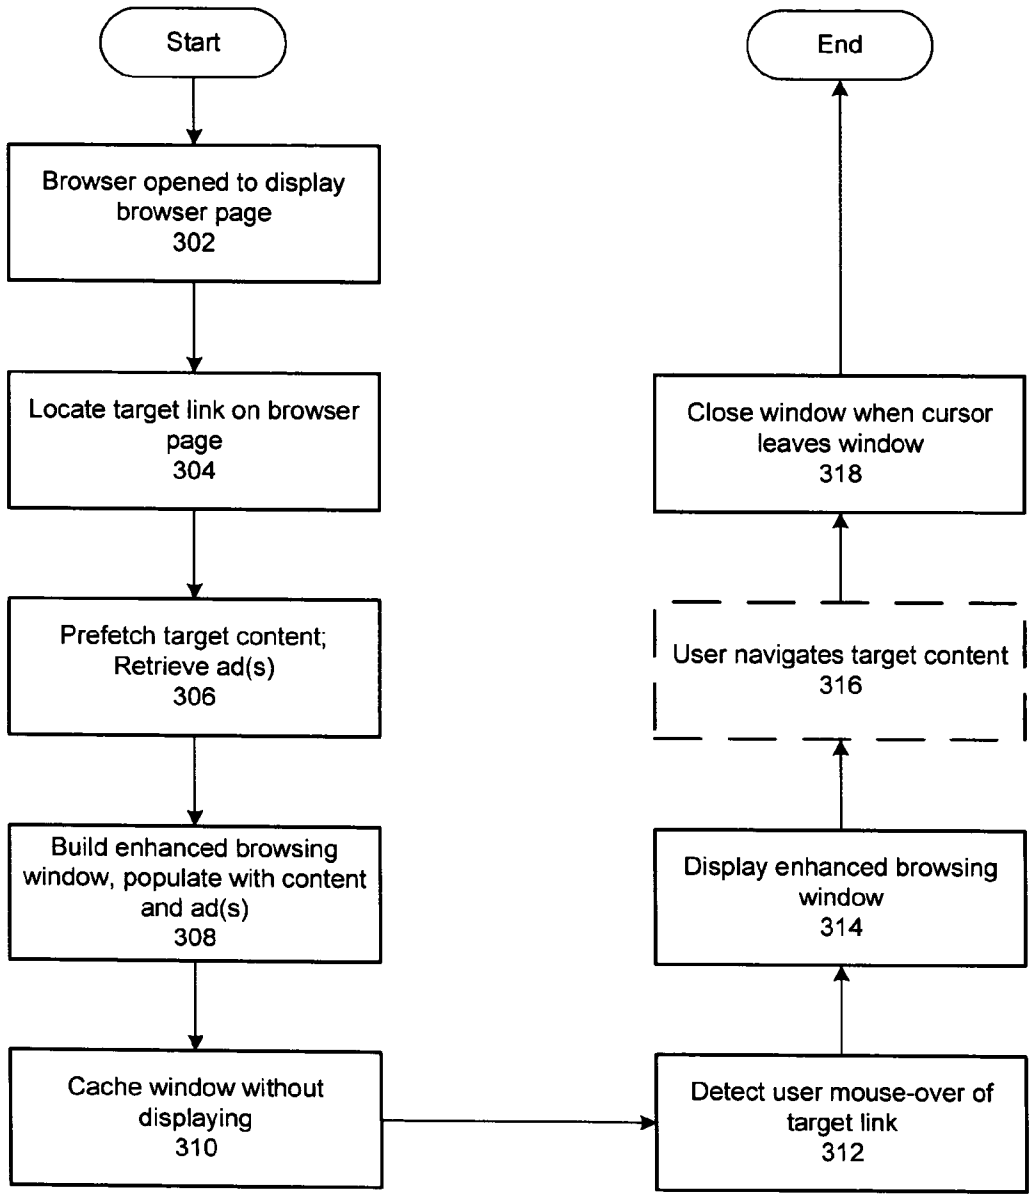 Start
Browser opened to display
browser page
302
Locate target link on browser
page
304
Prefetch target content;
Retrieve ad(s)
306
Build enhanced browsing
window, populate with content
and ad(s)
308
Cache window without
displaying
310
Detect user mouse-over of
target link
312
Display enhanced browsing
window
314
User navigates target content
316
Close window when cursor
leaves window
318
End